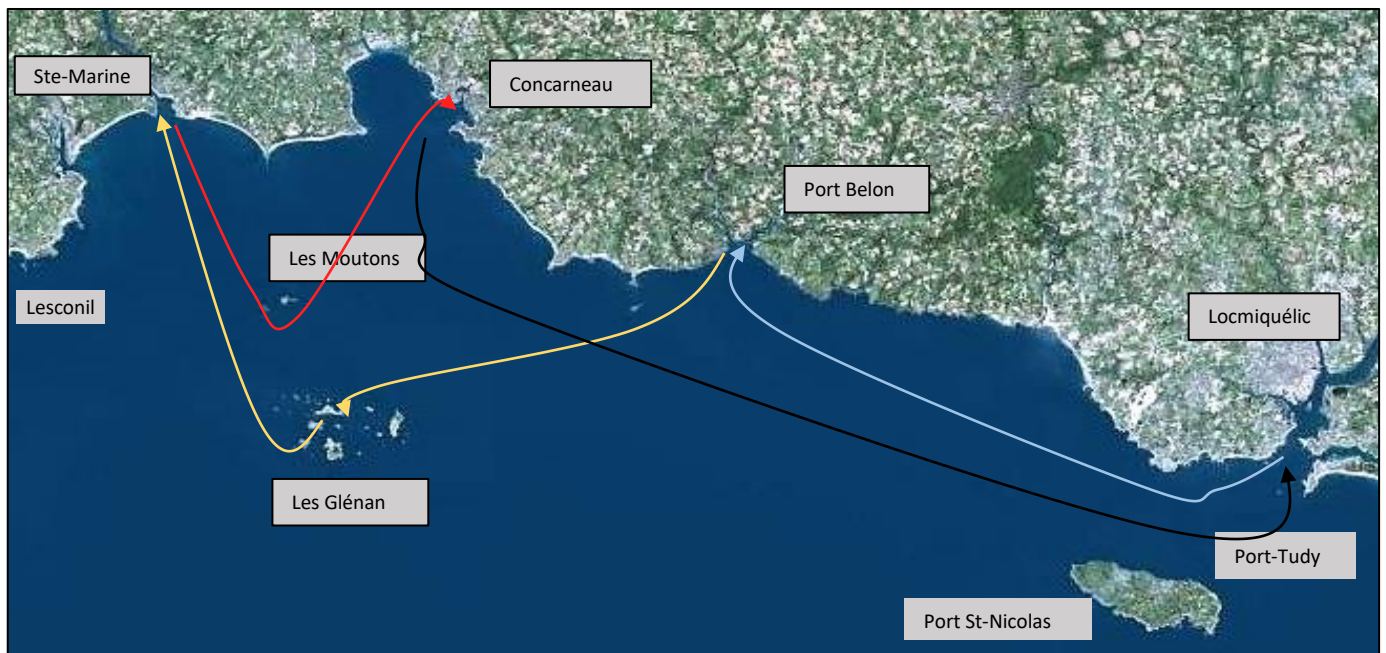 Ste-Marine
Concarneau
Port Belon
Les Moutons
Lesconil
Locmiquélic
Les Glénan
Port-Tudy
Port St-Nicolas